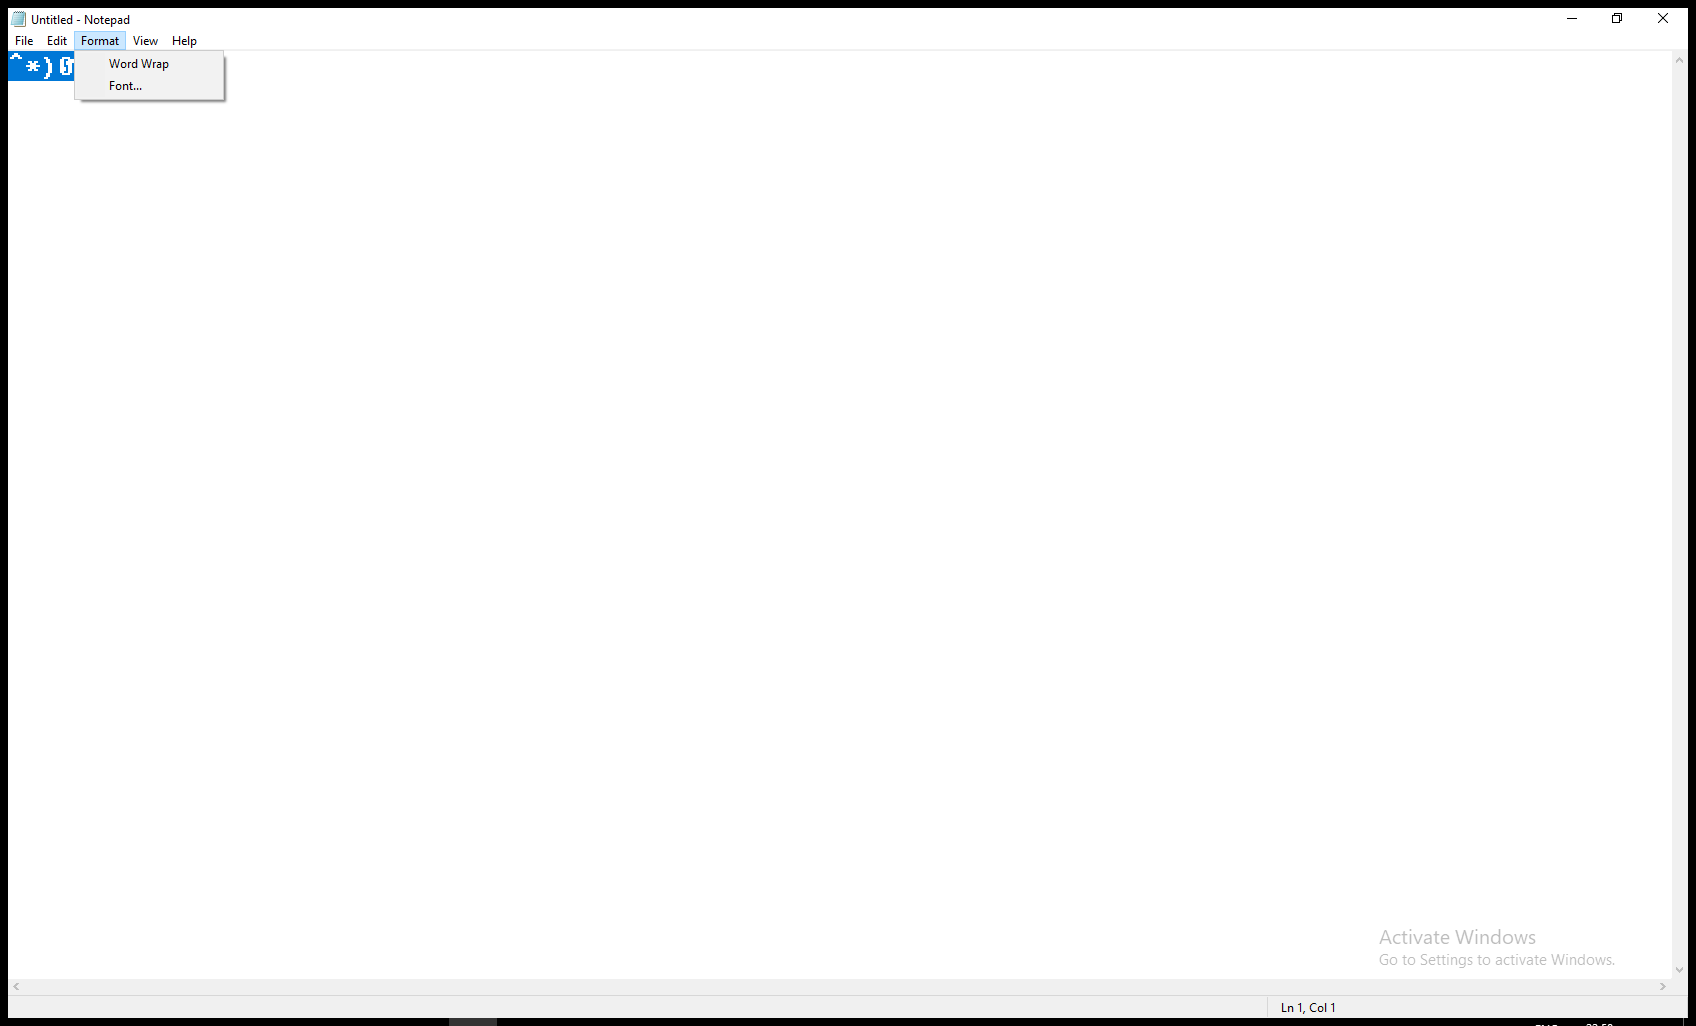 Untitled - Notepad
File Edit Format View Help
^*)
Word Wrap
Font...
Activate Windows
Go to Settings to activate Windows.
Ln 1, Col 1